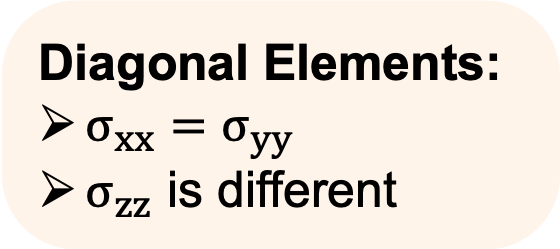 Diagonal Elements:
➢ σxx = σyy
➢ σzz is different